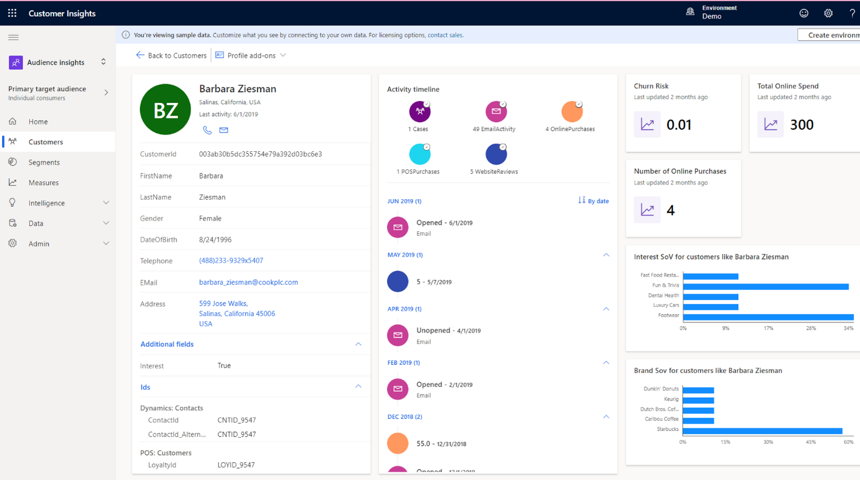 Customer Insights
Environment
Demo
?
You're viewing sample data. Customize what you see by connecting to your own data. For licensing options, contact sales.
Create environm
Audience insights
Primary target audience
Individual consumers
Home
Customers
Segments
Measures
Intelligence
Data
Admin
Back to Customers
Profile add-ons
BZ
Barbara Ziesman
Salinas, California, USA
Last activity: 6/1/2019
CustomerId 003ab30b5dc355754e79a392d03bc6e3
FirstName Barbara
LastName Ziesman
Gender Female
DateOfBirth 8/24/1996
Telephone (488)233-9329x5407
EMail barbara_ziesman@cookplc.com
Address 599 Jose Walks,
Salinas, California 45006
USA
Additional fields
Interest True
Ids
Dynamics: Contacts
ContactId CNTID_9547
ContactId_Altern... CNTID_9547
POS: Customers
LoyaltyId LOYID_9547
Activity timeline
1 Cases
49 EmailActivity
4 OnlinePurchases
1 POSPurchases
5 WebsiteReviews
JUN 2019 (1)
By date
Opened - 6/1/2019
Email
MAY 2019 (1)
5 - 5/7/2019
APR 2019 (1)
Unopened - 4/1/2019
Email
FEB 2019 (1)
Opened - 2/1/2019
Email
DEC 2018 (2)
55.0 - 12/31/2018
Opened - 12/1/2018
Churn Risk
Last updated 2 months ago
0.01
Total Online Spend
Last updated 2 months ago
300
Number of Online Purchases
Last updated 2 months ago
4
Interest SoV for customers like Barbara Ziesman
Fast Food Resta...
Fun & Trivia
Dental Health
Luxury Cars
Footwear
0% 9% 17% 26% 34%
Brand Sov for customers like Barbara Ziesman
Dunkin' Donuts
Keurig
Dutch Bros. Cof...
Caribou Coffee
Starbucks
0% 15% 30% 45% 60%